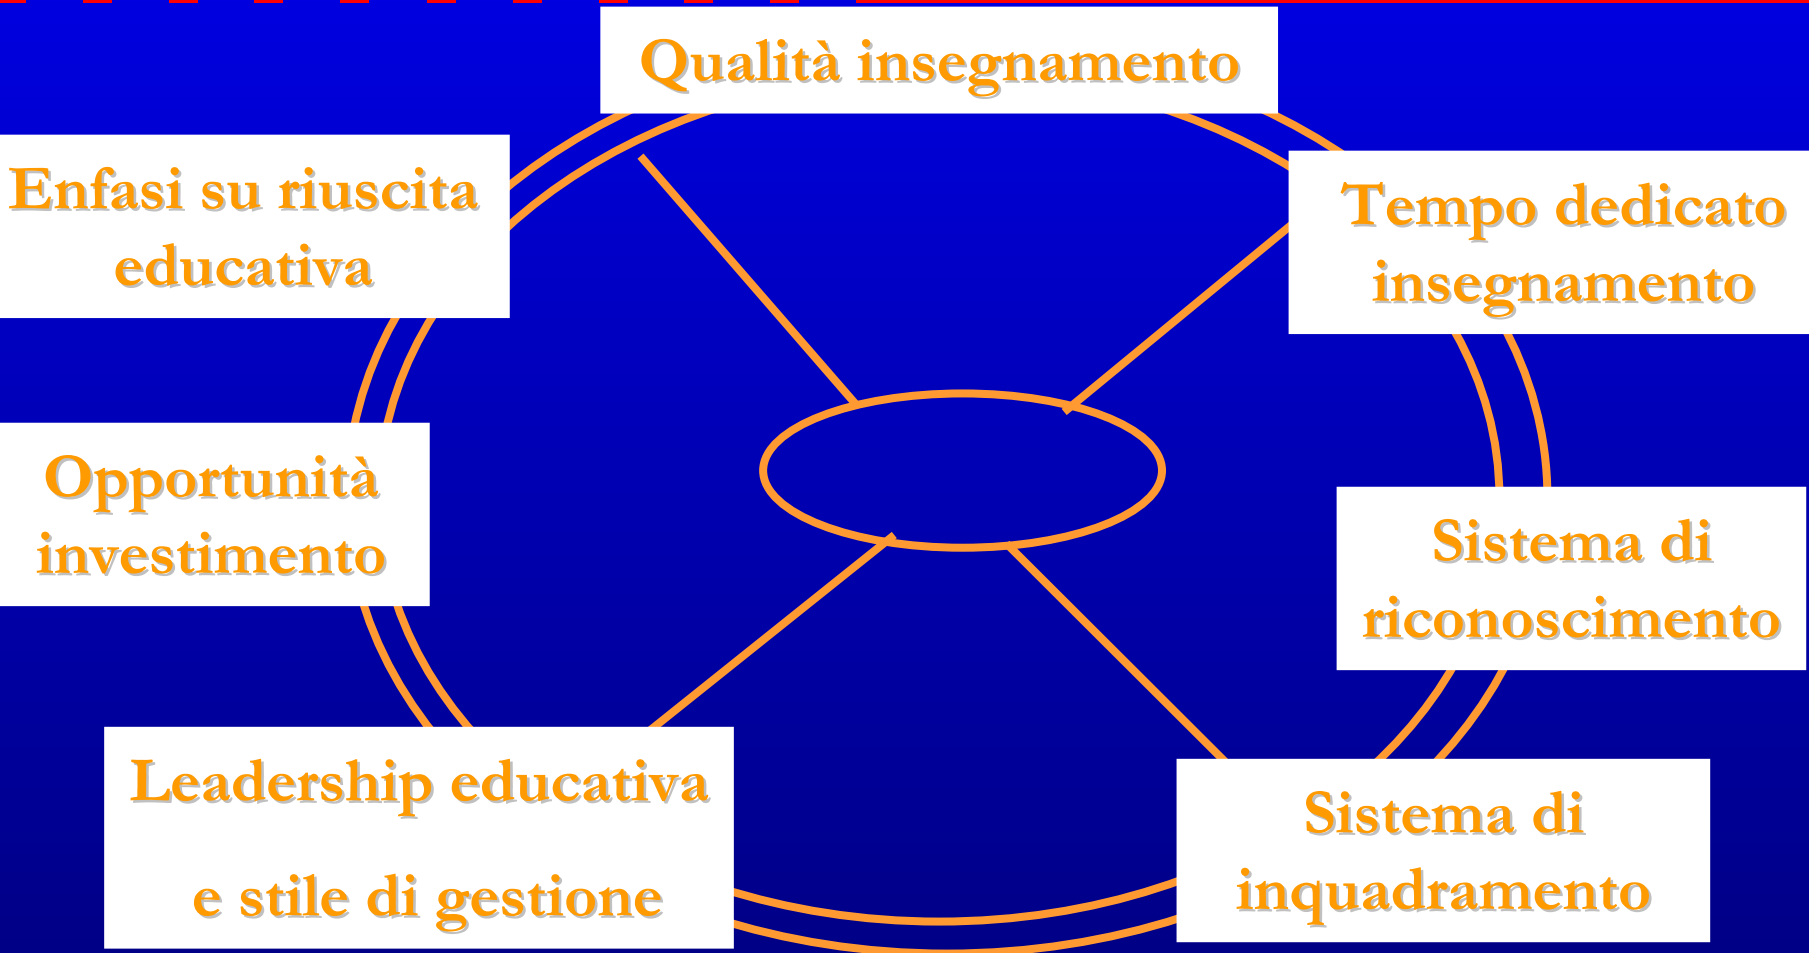 Qualità insegnamento
Enfasi su riuscita
educativa
Tempo dedicato
insegnamento
Opportunità
investimento
Sistema di
riconoscimento
Leadership educativa
e stile di gestione
Sistema di
inquadramento